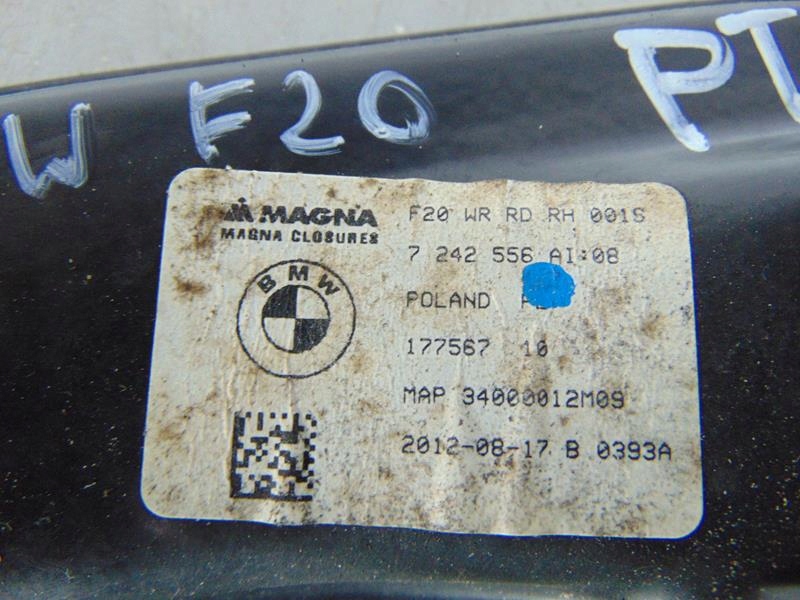 W F20 PT
MAGNA
MAGNA CLOSURES
BMW
F20 WR RD RH 001S
7 242 556 AI:08
POLAND
177567 10
MAP 34000012M09
2012-08-17 B 0393A